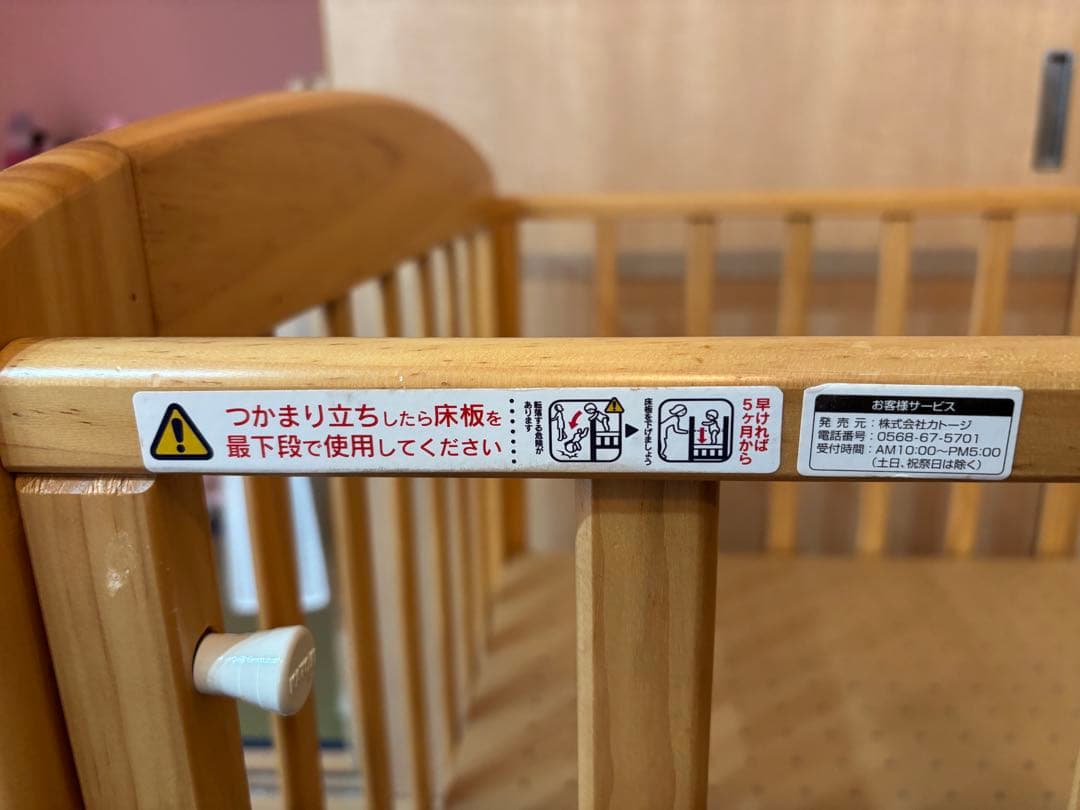 つかまり立ちしたら床板を
最下段で使用してください
転落する危険が
あります
床板を下げましょう
早ければ
5ヶ月から
お客様サービス
発売元：株式会社カトージ
電話番号：0568-67-5701
受付時間：AM10:00～PM5:00
（土日、祝祭日は除く）